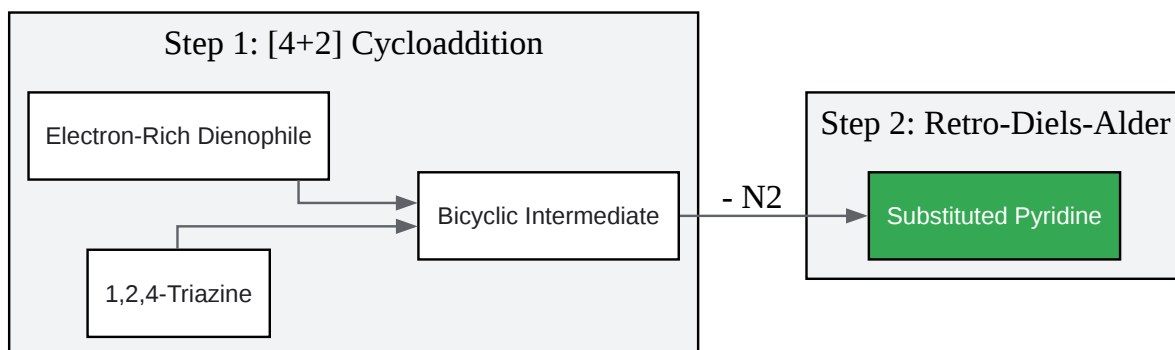 Step 1: [4+2] Cycloaddition
Electron-Rich Dienophile
1,2,4-Triazine
Bicyclic Intermediate
- N2
Step 2: Retro-Diels-Alder
Substituted Pyridine